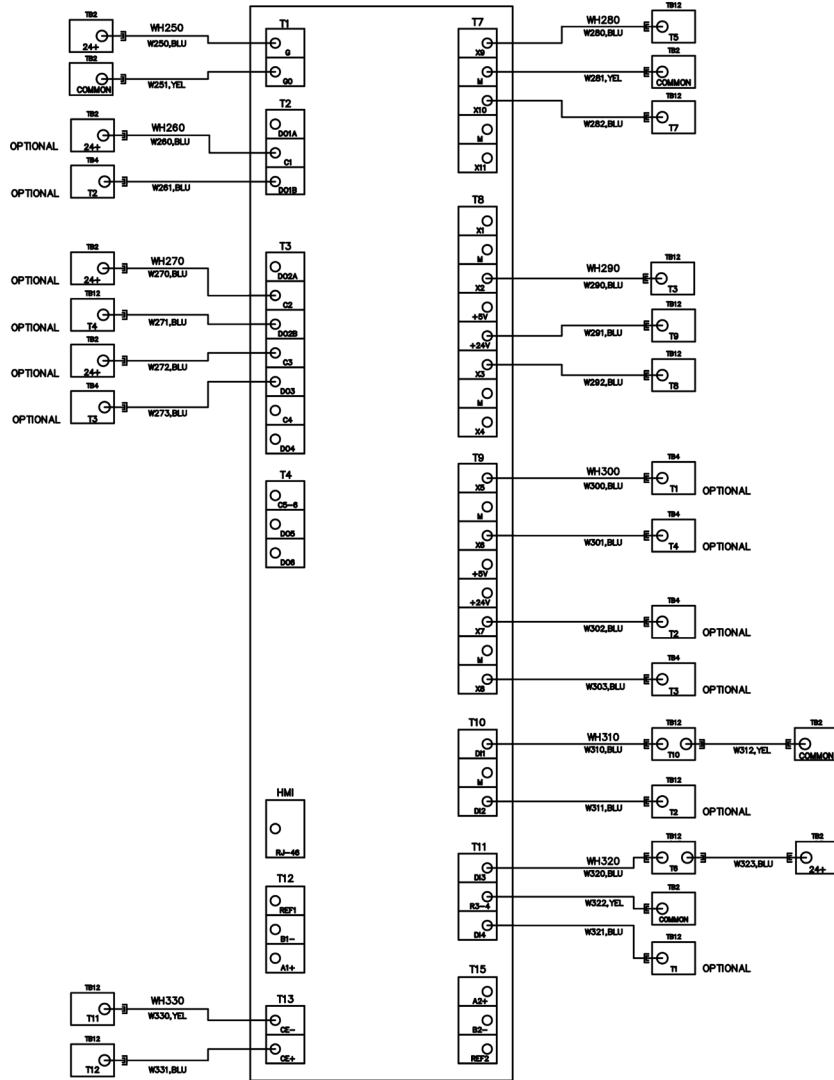 TB2
24+
WH250
W250,BLU
T1
G
TB2
COMMON
W251,YEL
G0
T2
DO1A
OPTIONAL
TB2
24+
WH260
W260,BLU
C1
OPTIONAL
TB4
T2
W261,BLU
DO1B
T3
DO2A
OPTIONAL
TB2
24+
WH270
W270,BLU
C2
OPTIONAL
TB12
T4
W271,BLU
DO2B
OPTIONAL
TB2
24+
W272,BLU
C3
OPTIONAL
TB4
T3
W273,BLU
DO3
C4
DO4
T4
C5-6
DO5
DO6
HMI
RJ-45
T12
REF1
B1-
A1+
TB12
T11
WH330
W330,YEL
T13
CE-
TB12
T12
W331,BLU
CE+
T7
X9
WH280
W280,BLU
TB12
T5
M
W281,YEL
TB2
COMMON
X10
W282,BLU
TB12
T7
M
X11
T8
X1
M
X2
WH290
W290,BLU
TB12
T3
+5V
+24V
W291,BLU
TB12
T9
X3
W292,BLU
TB12
T8
M
X4
T9
X5
WH300
W300,BLU
TB4
T1
OPTIONAL
M
X6
W301,BLU
TB4
T4
OPTIONAL
+5V
+24V
X7
W302,BLU
TB4
T2
OPTIONAL
M
X8
W303,BLU
TB4
T3
OPTIONAL
T10
DI1
WH310
W310,BLU
TB12
T10
W312,YEL
TB2
COMMON
M
DI2
W311,BLU
TB12
T2
OPTIONAL
T11
DI3
WH320
W320,BLU
TB12
T6
W323,BLU
TB2
24+
R3-4
W322,YEL
TB2
COMMON
DI4
W321,BLU
TB12
T1
OPTIONAL
T15
A2+
B2-
REF2